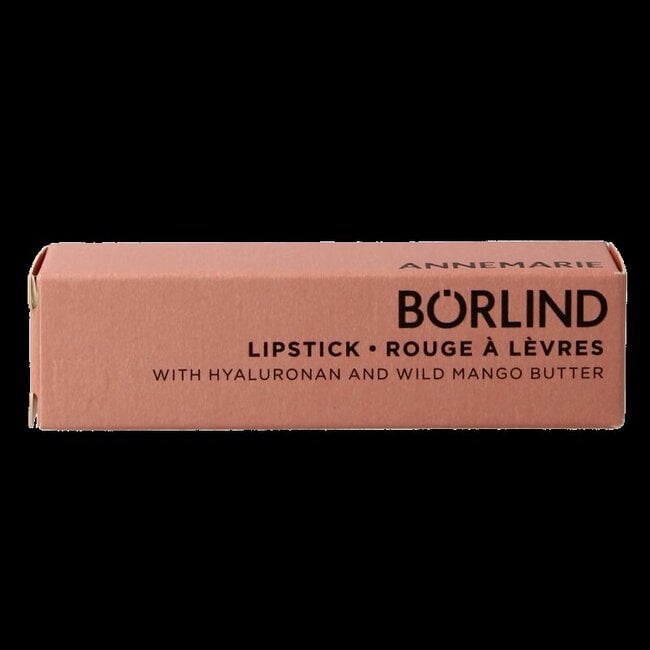 ANNEMARIE
BÖRLIND
LIPSTICK • ROUGE À LÈVRES
WITH HYALURONAN AND WILD MANGO BUTTER